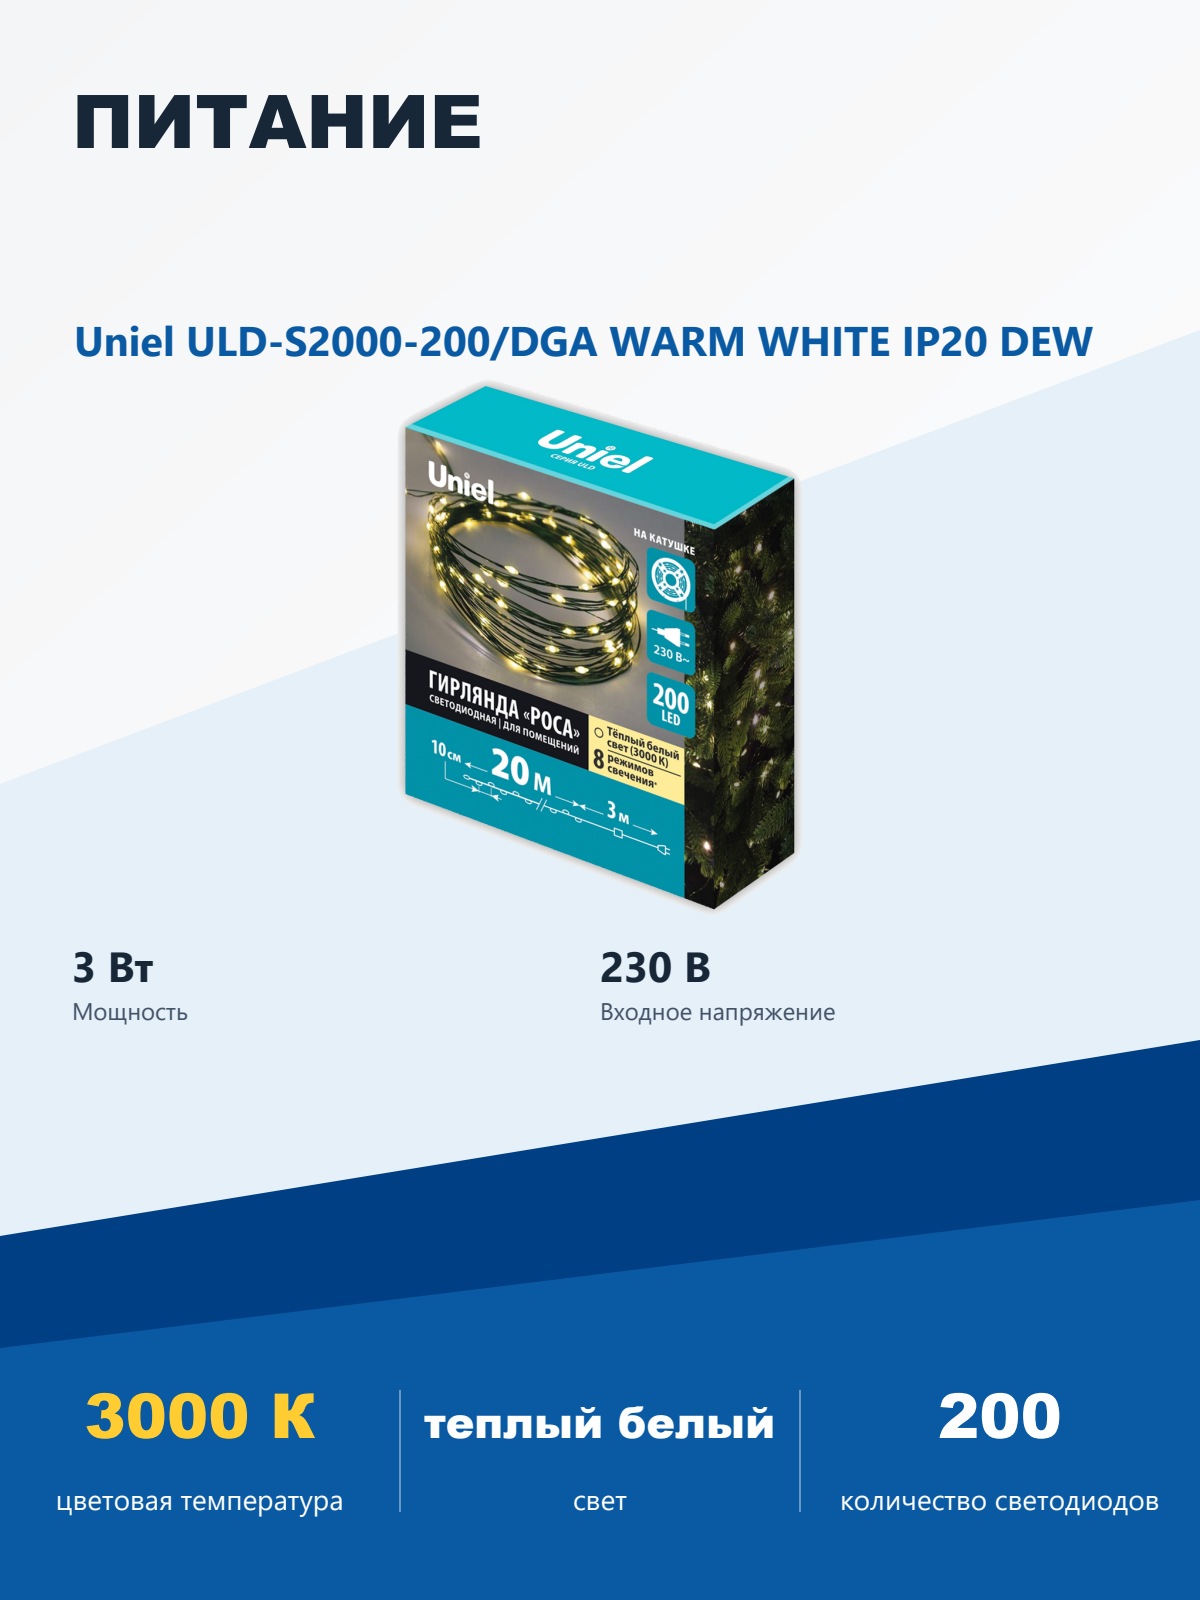 ПИТАНИЕ
Uniel ULD-S2000-200/DGA WARM WHITE IP20 DEW
Uniel
СЕРИЯ ULD
Uniel
НА КАТУШКЕ
230 В~
200
LED
ГИРЛЯНДА «РОСА»
СВЕТОДИОДНАЯ | ДЛЯ ПОМЕЩЕНИЙ
Тёплый белый
свет (3000 К)
8 режимов
свечения*
10 см
20 м
3 м
3 Вт
Мощность
230 В
Входное напряжение
3000 К
цветовая температура
теплый белый
свет
200
количество светодиодов